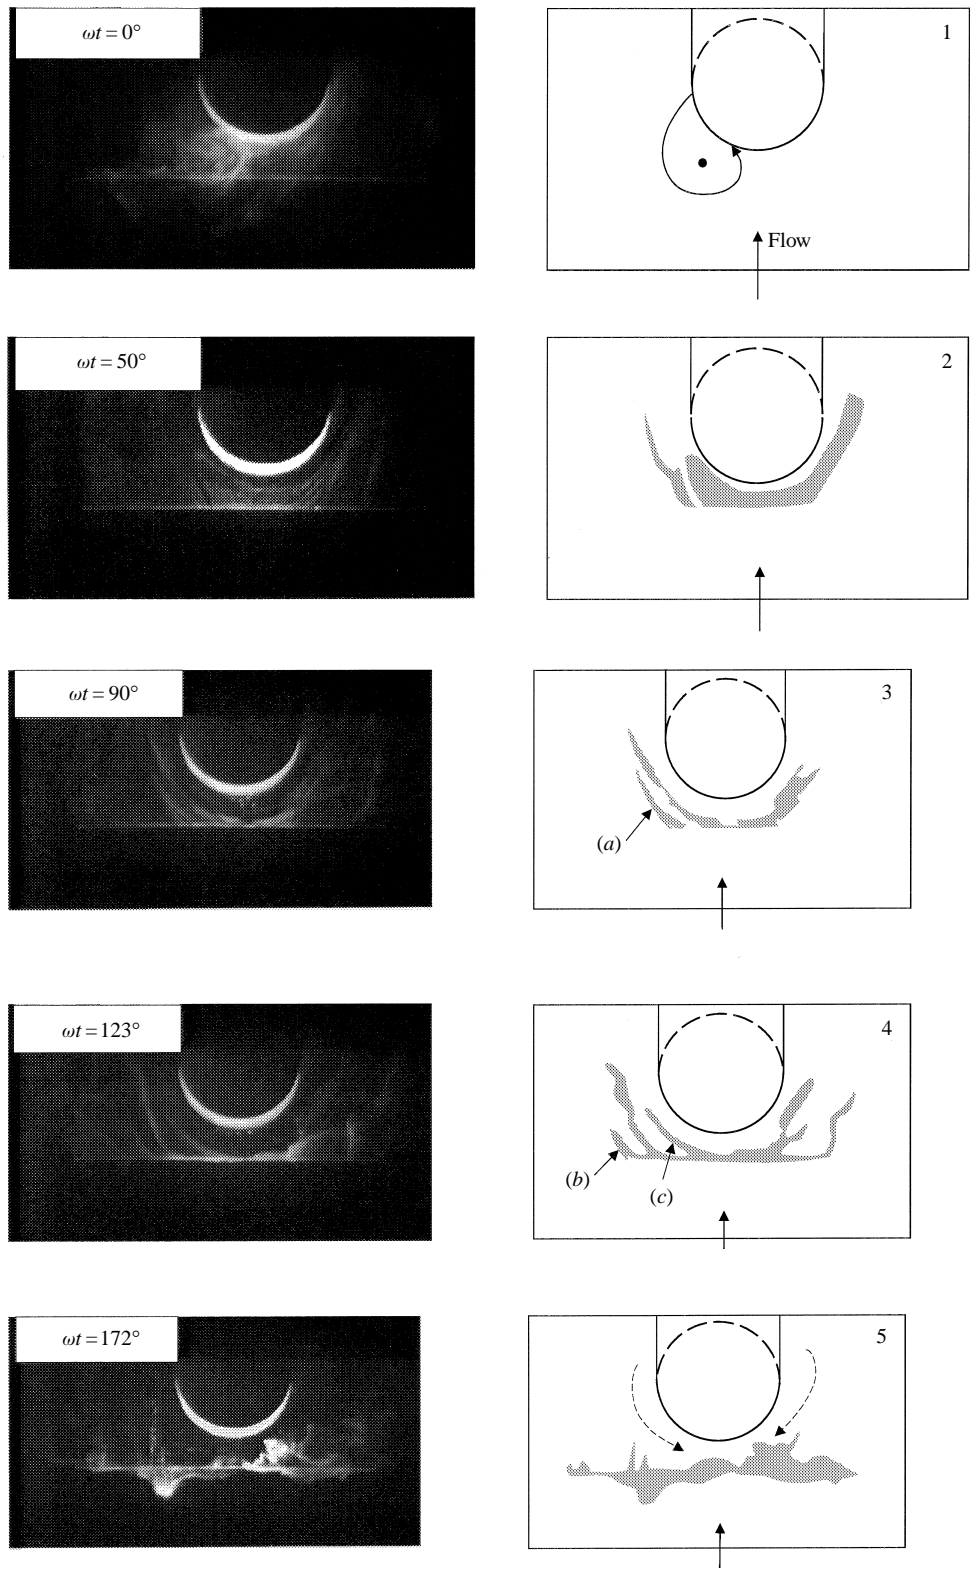 ωt = 0°
1
Flow
ωt = 50°
2
ωt = 90°
3
(a)
ωt = 123°
4
(b)
(c)
ωt = 172°
5